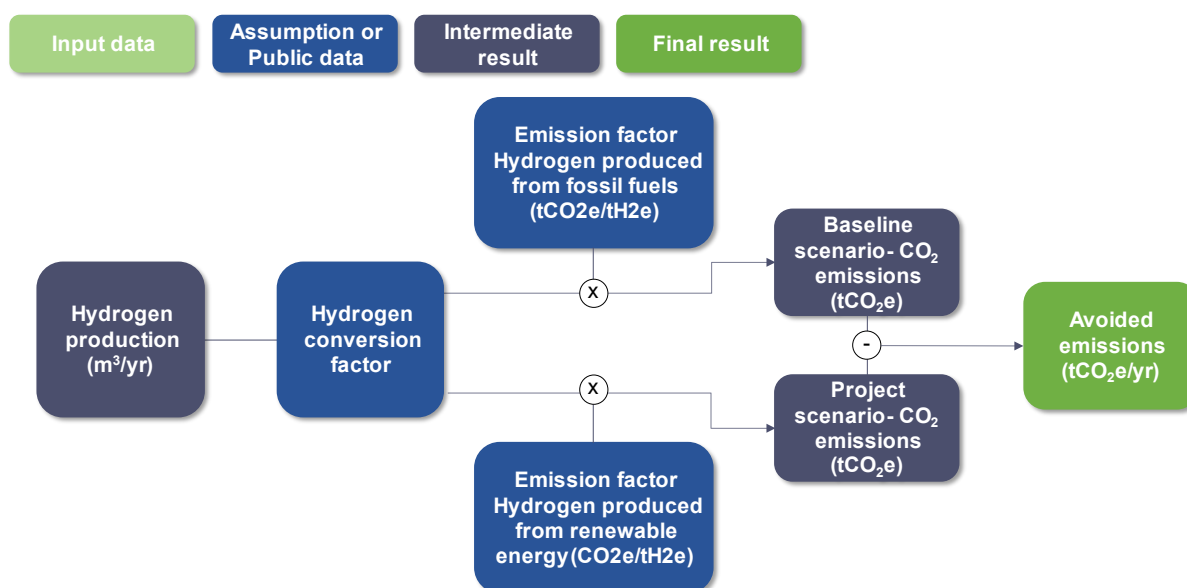 Input data
Assumption or
Public data
Intermediate
result
Final result
Emission factor
Hydrogen produced
from fossil fuels
(tCO2e/tH2e)
Baseline
scenario- CO₂
emissions
(tCO₂e)
Hydrogen
production
(m³/yr)
Hydrogen
conversion
factor
X
-
Avoided
emissions
(tCO₂e/yr)
X
Project
scenario- CO₂
emissions
(tCO₂e)
Emission factor
Hydrogen produced
from renewable
energy (CO2e/tH2e)